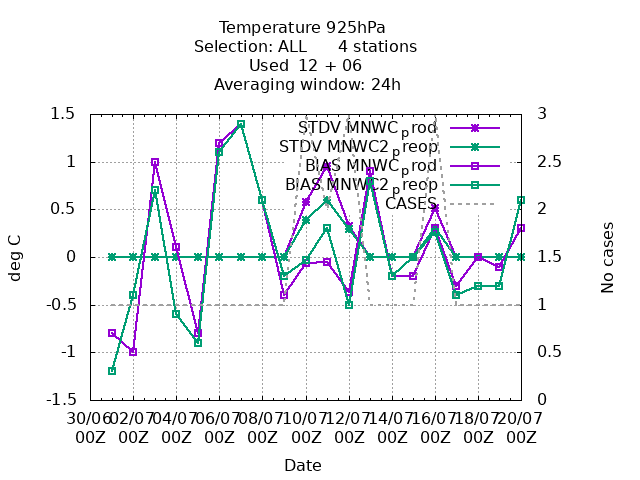 Temperature 925hPa
Selection: ALL 4 stations
Used 12 + 06
Averaging window: 24h
STDV MNWC_prod
STDV MNWC2_preop
BIAS MNWC_prod
BIAS MNWC2_preop
CASES
1.5
1
0.5
0
-0.5
-1
-1.5
3
2.5
2
1.5
1
0.5
0
deg C
No cases
30/06 02/07 04/07 06/07 08/07 10/07 12/07 14/07 16/07 18/07 20/07
00Z 00Z 00Z 00Z 00Z 00Z 00Z 00Z 00Z 00Z 00Z
Date